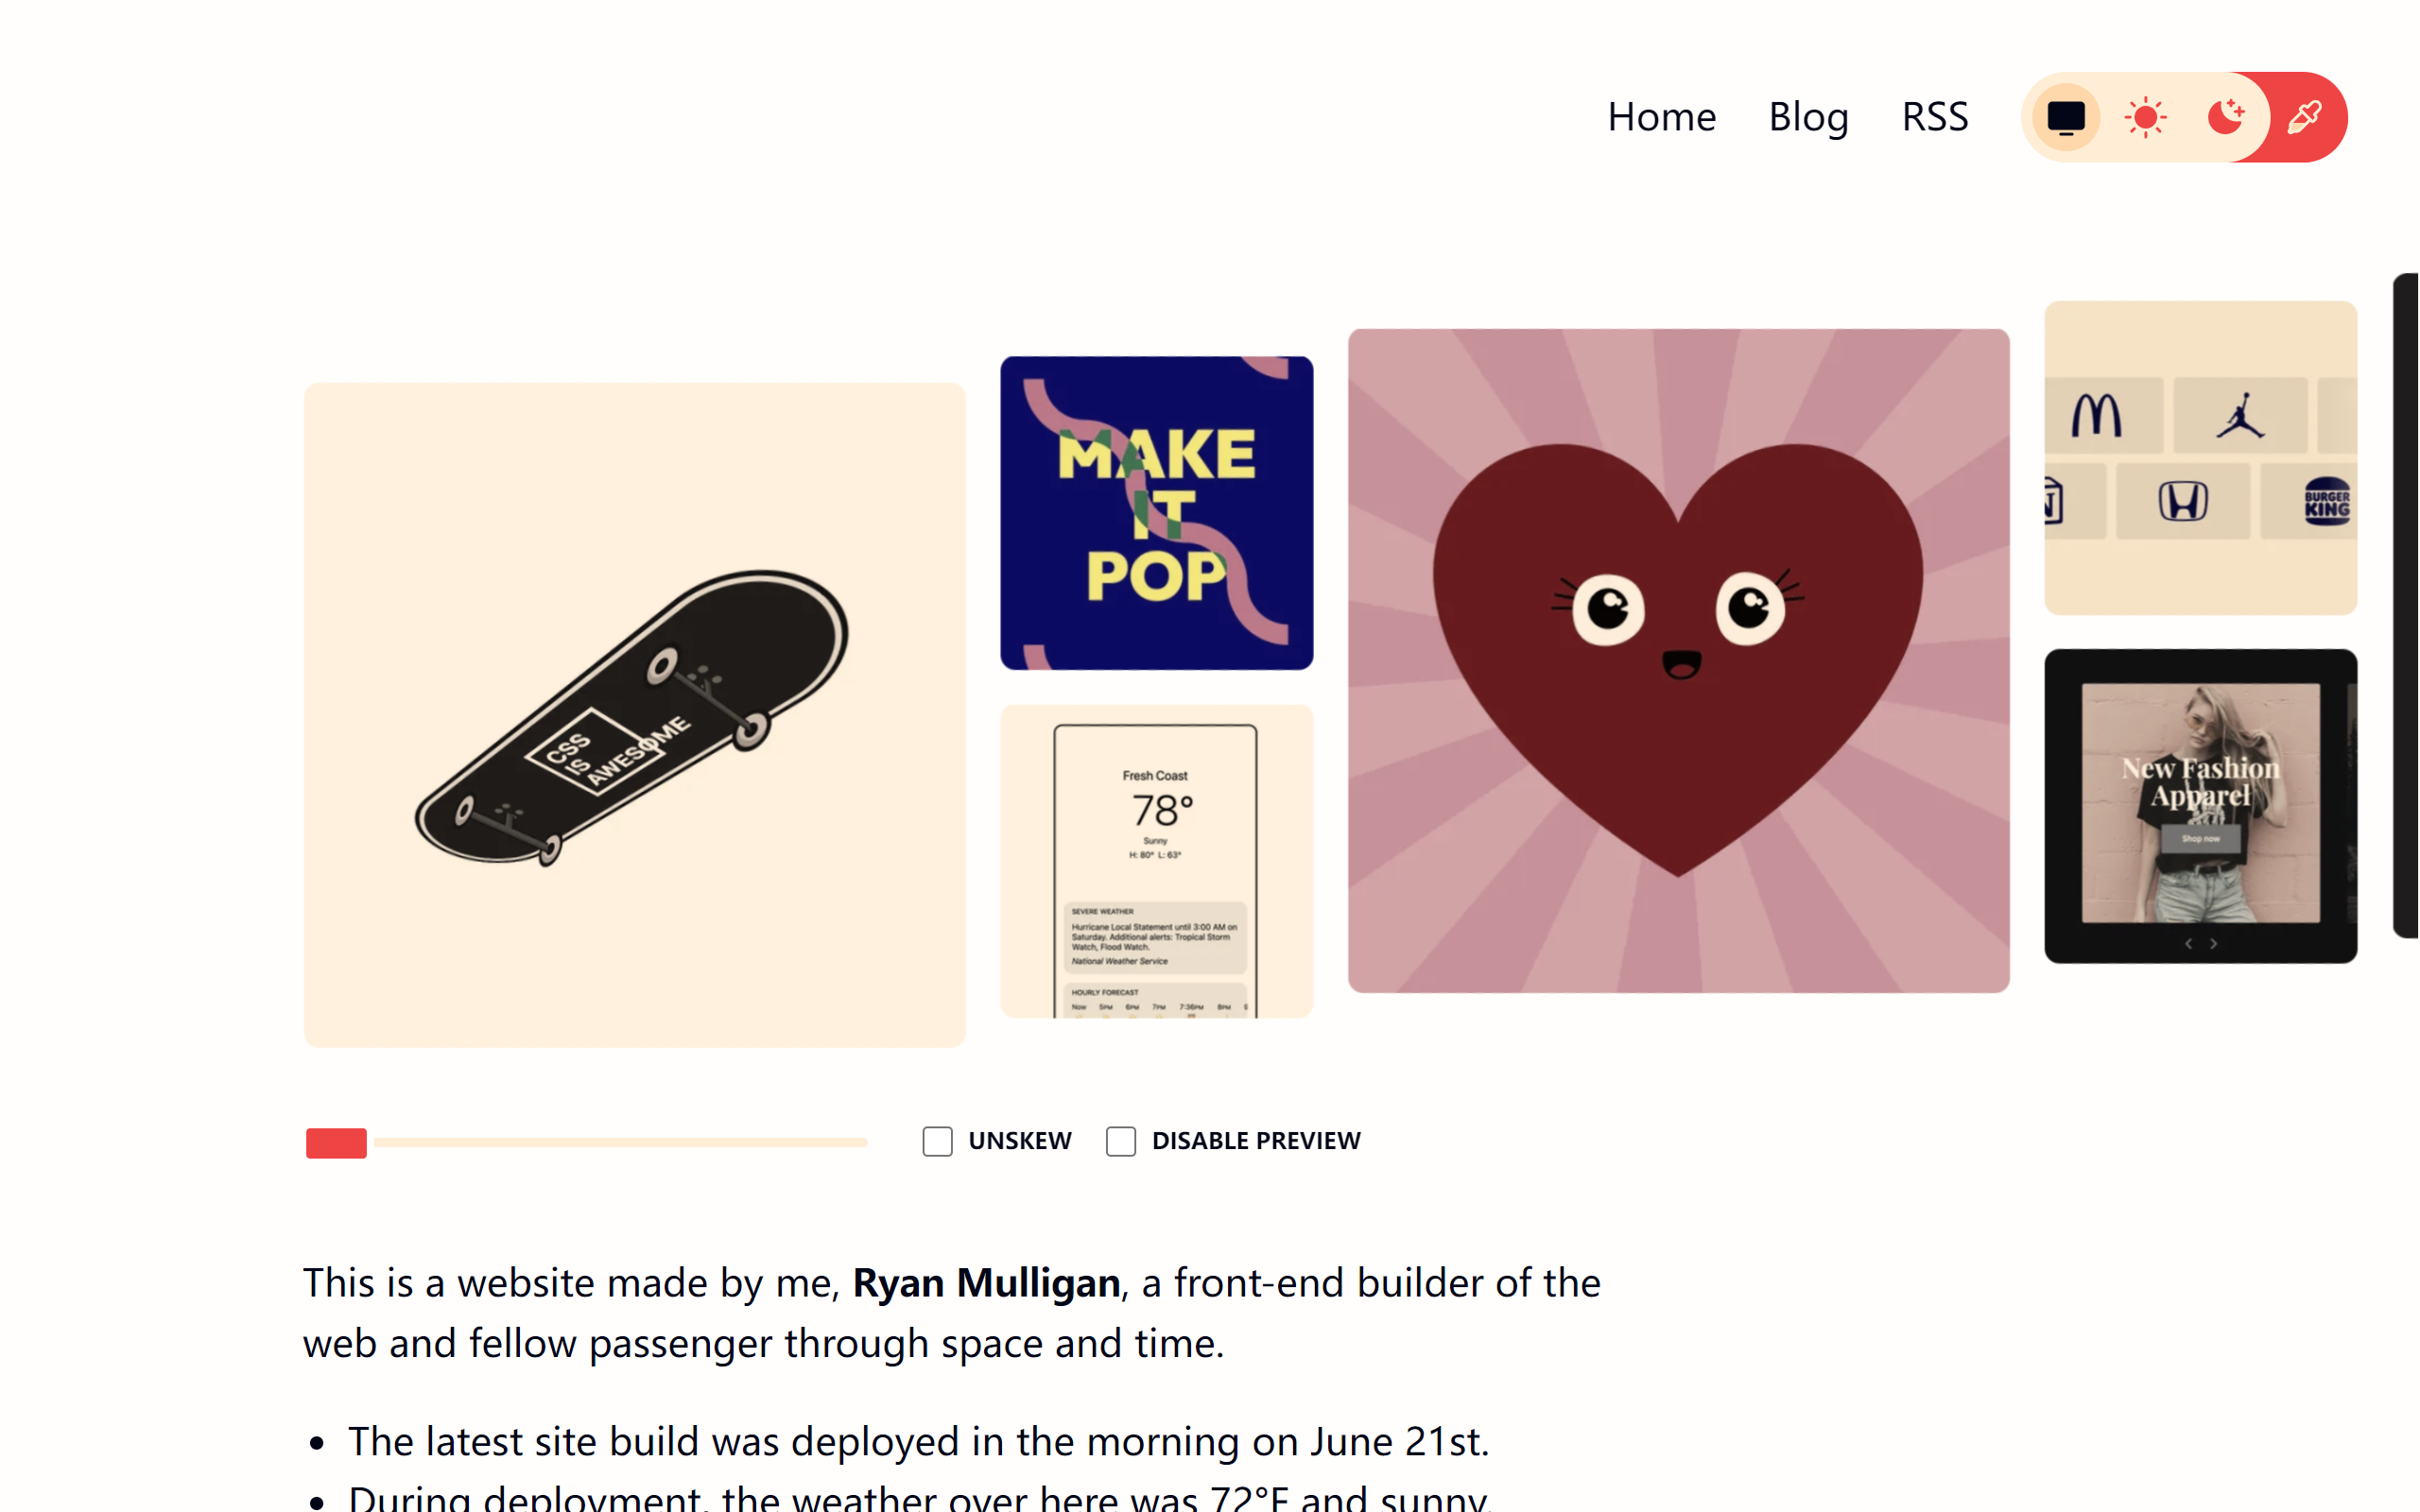 Home Blog RSS
MAKE
IT
POP
BURGER
KING
CSS
IS
AWESOME
Fresh Coast
78°
Sunny
H: 80° L: 63°
SEVERE WEATHER
Hurricane Local Statement until 3:00 AM on
Saturday. Additional alerts: Tropical Storm
Watch, Flood Watch.
National Weather Service
HOURLY FORECAST
Now 5PM 6PM 7PM 7:36PM 8PM
New Fashion
Apparel
Shop now
UNSKEW DISABLE PREVIEW
This is a website made by me, Ryan Mulligan, a front-end builder of the
web and fellow passenger through space and time.
• The latest site build was deployed in the morning on June 21st.
• During deployment, the weather over here was 72°F and sunny.